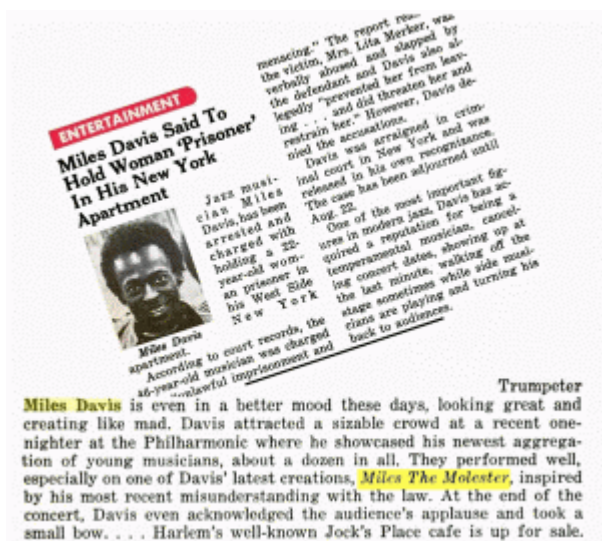 ENTERTAINMENT
Miles Davis Said To
Hold Woman 'Prisoner'
In His New York
Apartment
Jazz musi-
cian Miles
Davis, has been
arrested and
charged with
holding a 22-
year-old wom-
an prisoner in
his West Side
New York
Miles Davis
apartment.
According to court records, the
46-year-old musician was charged
unlawful imprisonment and
menacing." The report
the victim, Mrs. Lita Merker, was
verbally abused and slapped by
the defendant and Davis also al-
legedly "prevented her from leav-
ing . . . and did threaten her and
restrain her." However, Davis de-
nied the accusations.
Davis was arraigned in crim-
inal court in New York and was
released in his own recognizance.
The case has been adjourned until
Aug. 22.
One of the most important fig-
ures in modern jazz, Davis has ac-
quired a reputation for being a
temperamental musician, cancel-
ing concert dates, showing up at
the last minute, walking off the
stage sometimes while side musi-
cians are playing and turning his
back to audiences.
Trumpeter
Miles Davis is even in a better mood these days, looking great and
creating like mad. Davis attracted a sizable crowd at a recent one-
nighter at the Philharmonic where he showcased his newest aggrega-
tion of young musicians, about a dozen in all. They performed well,
especially on one of Davis' latest creations, Miles The Molester, inspired
by his most recent misunderstanding with the law. At the end of the
concert, Davis even acknowledged the audience's applause and took a
small bow. . . . Harlem's well-known Jock's Place cafe is up for sale.